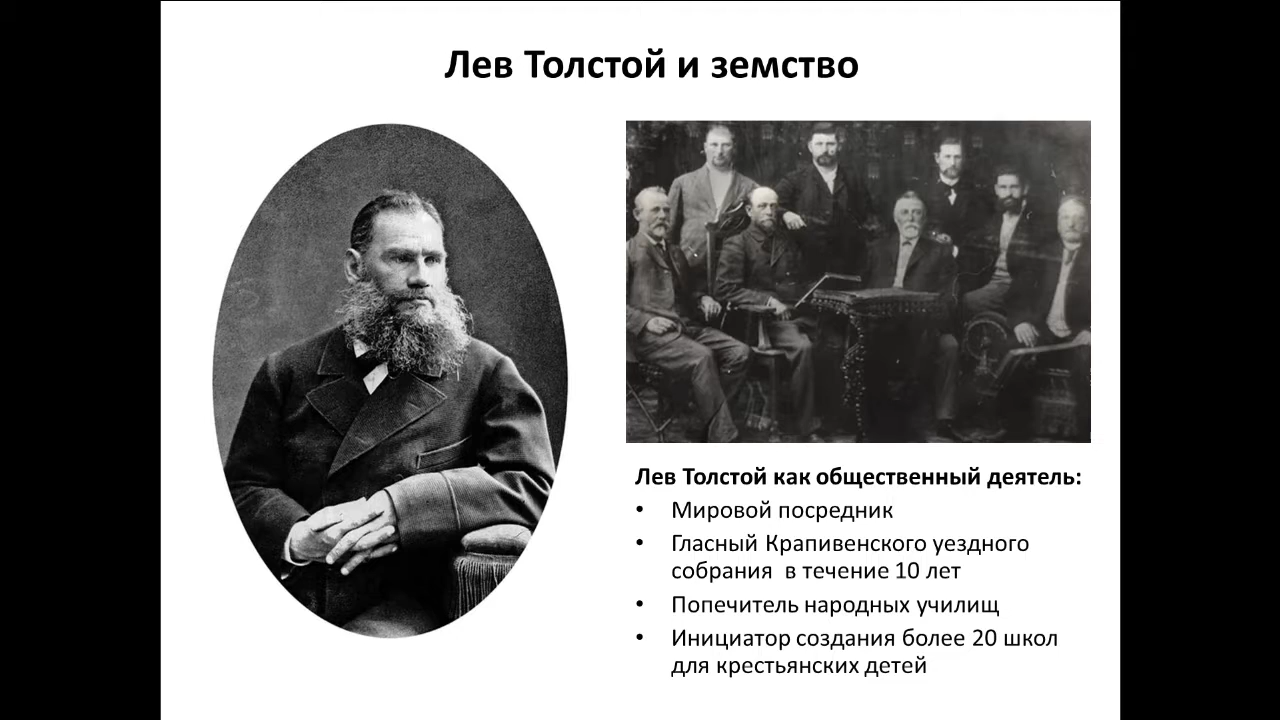 Лев Толстой и земство
Лев Толстой как общественный деятель:
• Мировой посредник
• Гласный Крапивенского уездного
собрания в течение 10 лет
• Попечитель народных училищ
• Инициатор создания более 20 школ
для крестьянских детей